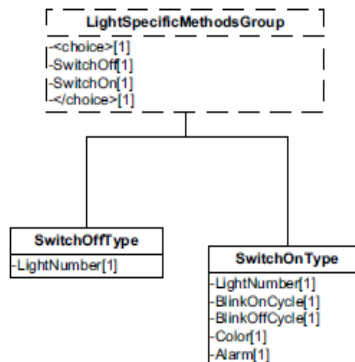 LightSpecificMethodsGroup
-<choice>[1]
-SwitchOff[1]
-SwitchOn[1]
-</choice>[1]
SwitchOffType
-LightNumber[1]
SwitchOnType
-LightNumber[1]
-BlinkOnCycle[1]
-BlinkOffCycle[1]
-Color[1]
-Alarm[1]